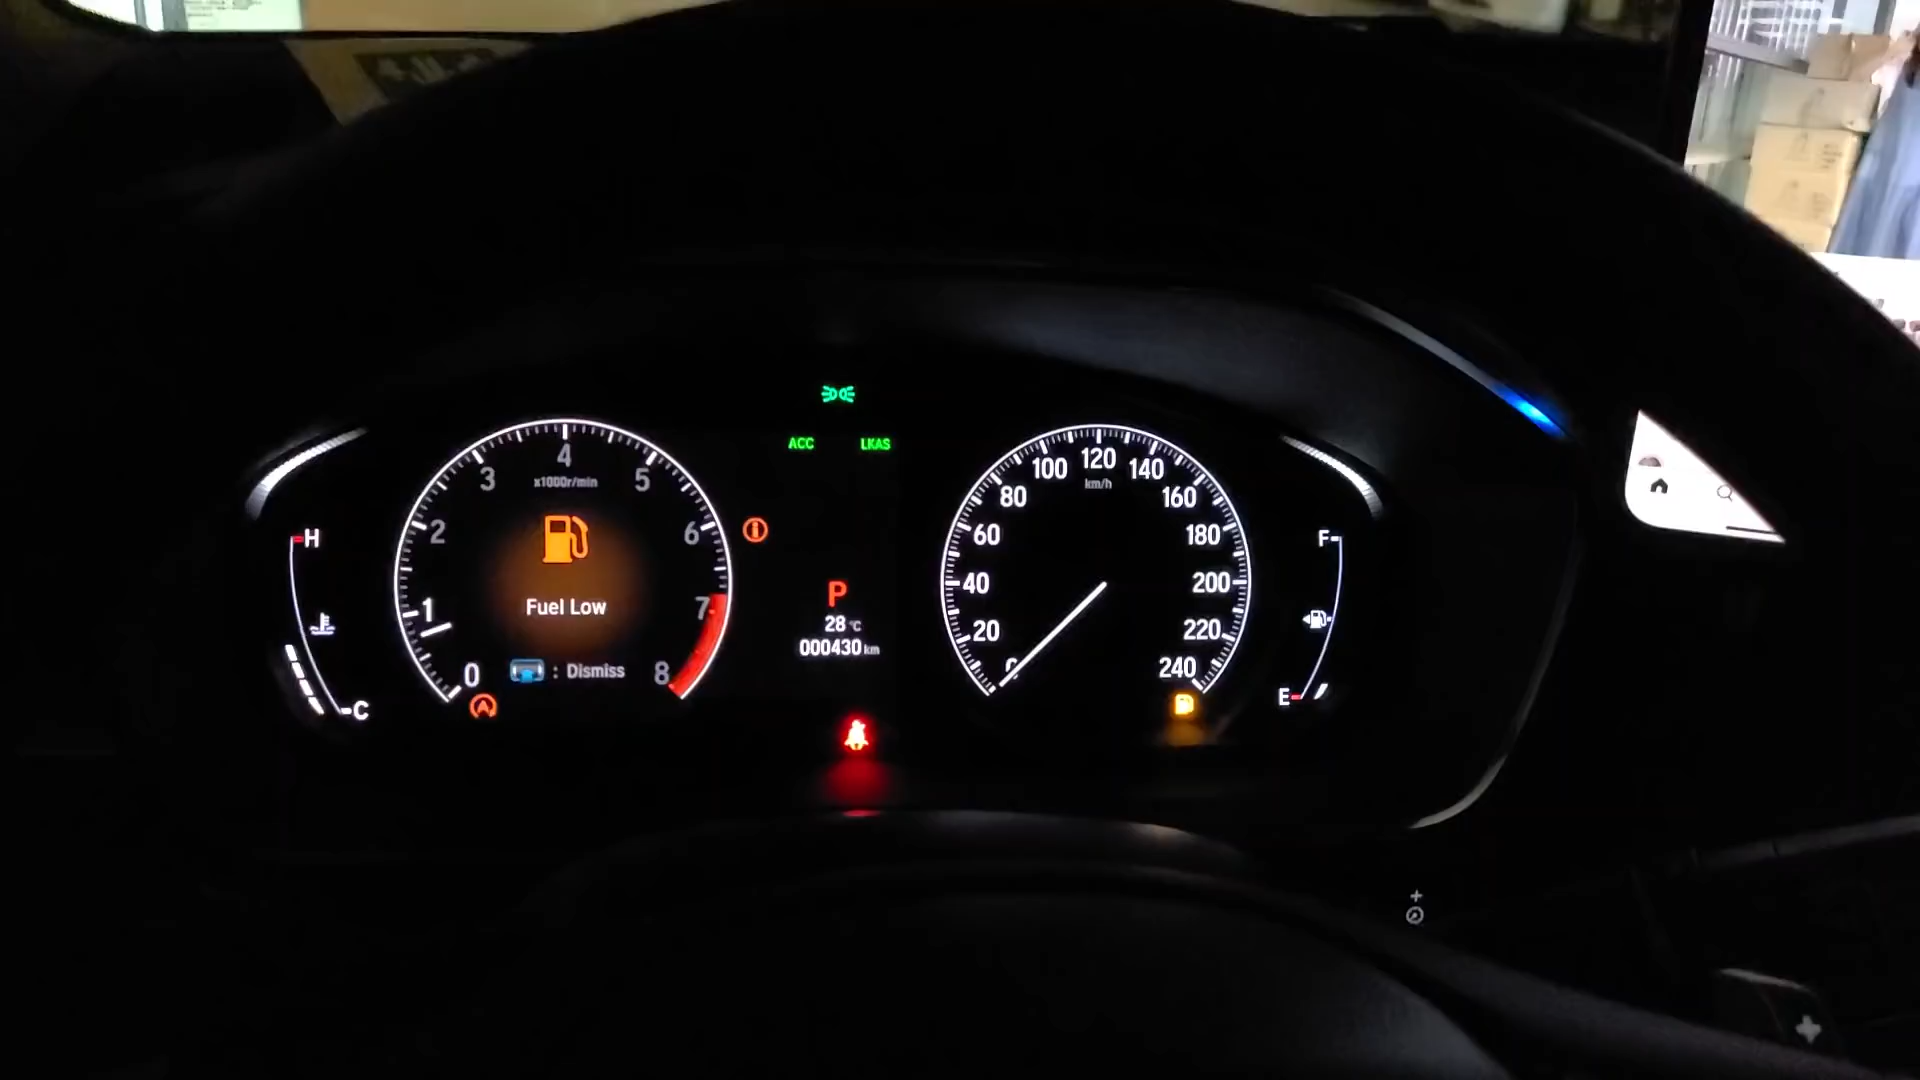 ACC LKAS
0 1 2 3 4 5 6 7 8
x1000r/min
Fuel Low
: Dismiss
A
H
C
P
28 °C
000430 km
20 40 60 80 100 120 140 160 180 200 220 240
km/h
F
E